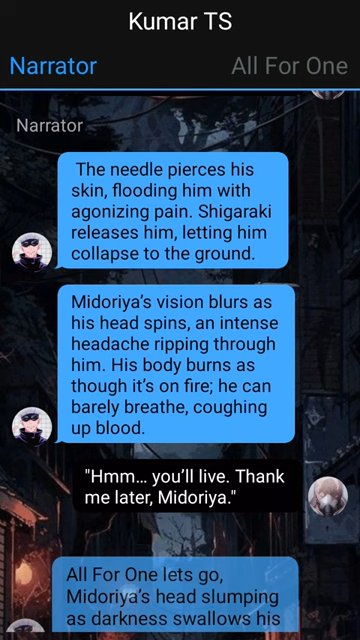 Kumar TS
Narrator
All For One
Narrator
The needle pierces his
skin, flooding him with
agonizing pain. Shigaraki
releases him, letting him
collapse to the ground.
Midoriya’s vision blurs as
his head spins, an intense
headache ripping through
him. His body burns as
though it’s on fire; he can
barely breathe, coughing
up blood.
"Hmm… you’ll live. Thank
me later, Midoriya."
All For One lets go,
Midoriya’s head slumping
as darkness swallows his